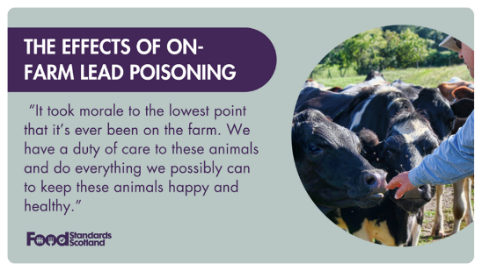 THE EFFECTS OF ON-
FARM LEAD POISONING
“It took morale to the lowest point
that it’s ever been on the farm. We
have a duty of care to these animals
and do everything we possibly can
to keep these animals happy and
healthy.”
Food Standards
Scotland